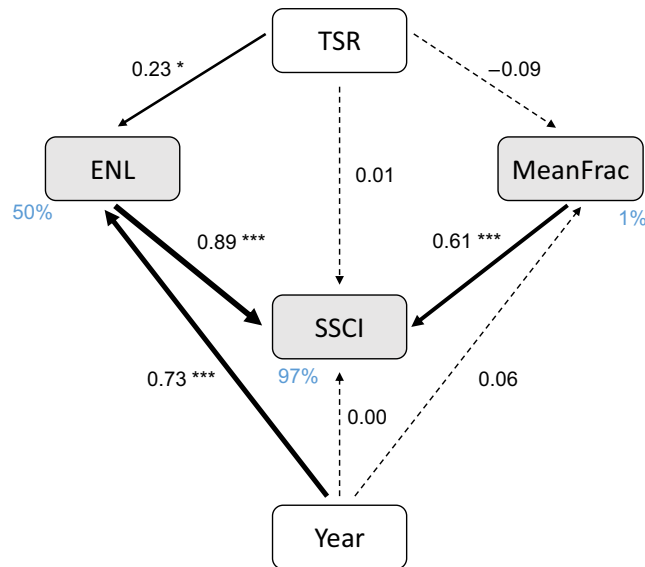 TSR
0.23 *
−0.09
ENL
MeanFrac
0.01
50%
1%
0.89 ***
0.61 ***
SSCI
97%
0.73 ***
0.06
0.00
Year